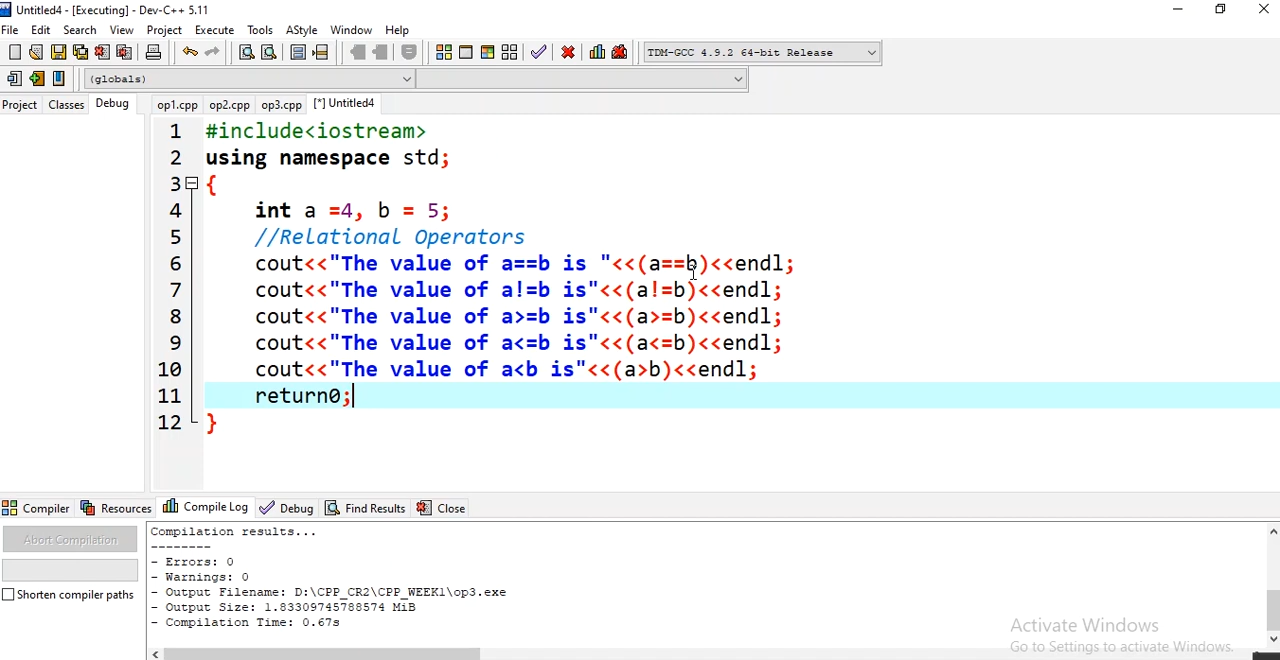 Untitled4 - [Executing] - Dev-C++ 5.11
File Edit Search View Project Execute Tools AStyle Window Help
TDM-GCC 4.9.2 64-bit Release
(globals)
Project Classes Debug op1.cpp op2.cpp op3.cpp [*] Untitled4
1 #include<iostream>
2 using namespace std;
3 {
4 int a =4, b = 5;
5 //Relational Operators
6 cout<<"The value of a==b is "<<(a==b)<<endl;
7 cout<<"The value of a!=b is"<<(a!=b)<<endl;
8 cout<<"The value of a>=b is"<<(a>=b)<<endl;
9 cout<<"The value of a<=b is"<<(a<=b)<<endl;
10 cout<<"The value of a<b is"<<(a>b)<<endl;
11 return0;
12 }
Compiler Resources Compile Log Debug Find Results Close
Abort Compilation
Shorten compiler paths
Compilation results...
--------
- Errors: 0
- Warnings: 0
- Output Filename: D:\CPP_CR2\CPP_WEEK1\op3.exe
- Output Size: 1.83309745788574 MiB
- Compilation Time: 0.67s
Activate Windows
Go to Settings to activate Windows.